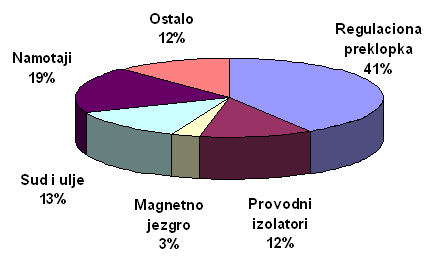 Ostalo
12%
Regulaciona
preklopka
41%
Namotaji
19%
Sud i ulje
13%
Magnetno
jezgro
3%
Provodni
izolatori
12%